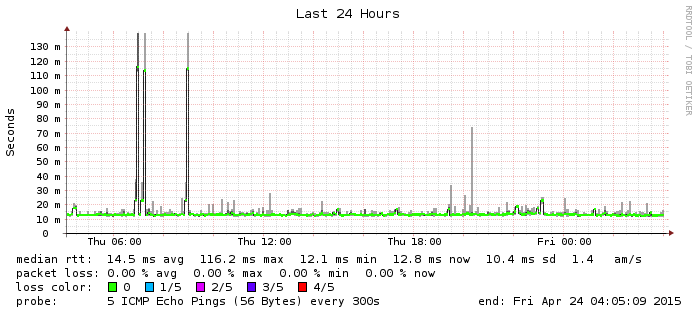 Last 24 Hours
RRDTOOL / TOBI OETIKER
Seconds
130 m
120 m
110 m
100 m
90 m
80 m
70 m
60 m
50 m
40 m
30 m
20 m
10 m
0
Thu 06:00 Thu 12:00 Thu 18:00 Fri 00:00
median rtt: 14.5 ms avg 116.2 ms max 12.1 ms min 12.8 ms now 10.4 ms sd 1.4 am/s
packet loss: 0.00 % avg 0.00 % max 0.00 % min 0.00 % now
loss color: 0 1/5 2/5 3/5 4/5
probe: 5 ICMP Echo Pings (56 Bytes) every 300s end: Fri Apr 24 04:05:09 2015